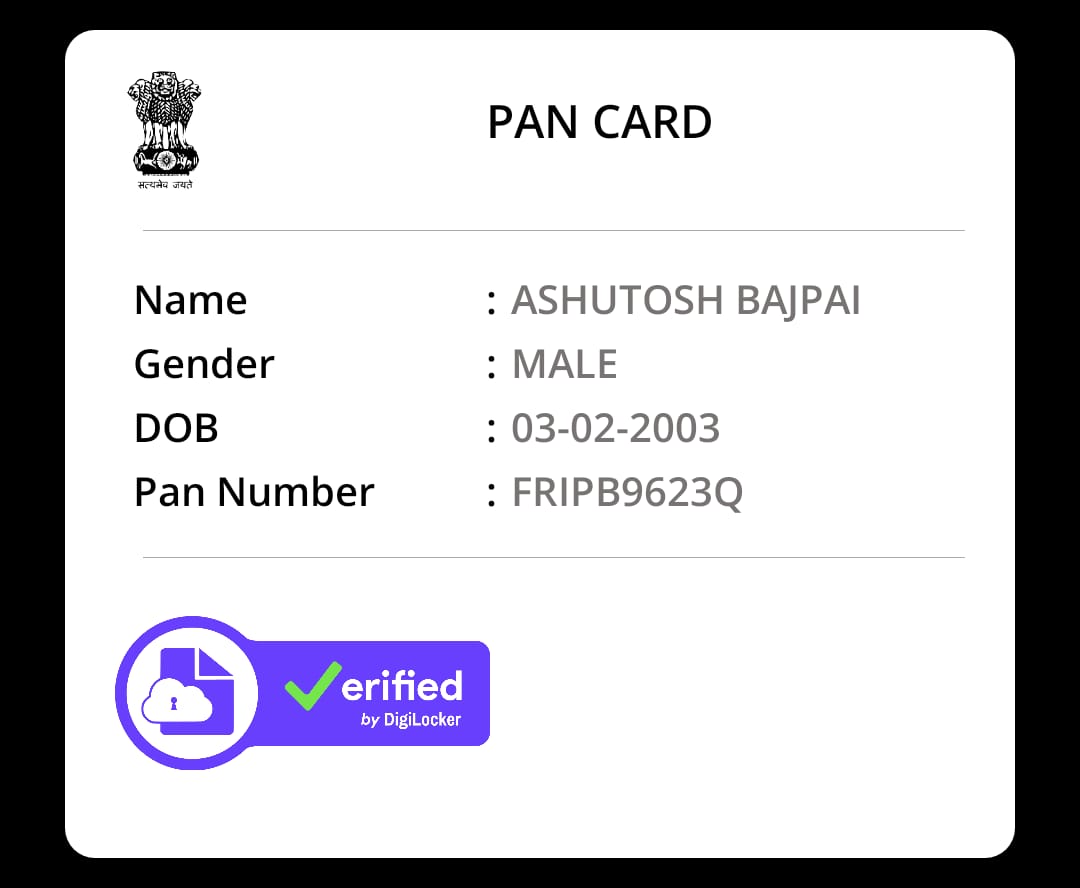 सत्यमेव जयते
PAN CARD
Name : ASHUTOSH BAJPAI
Gender : MALE
DOB : 03-02-2003
Pan Number : FRIPB9623Q
Verified
by DigiLocker